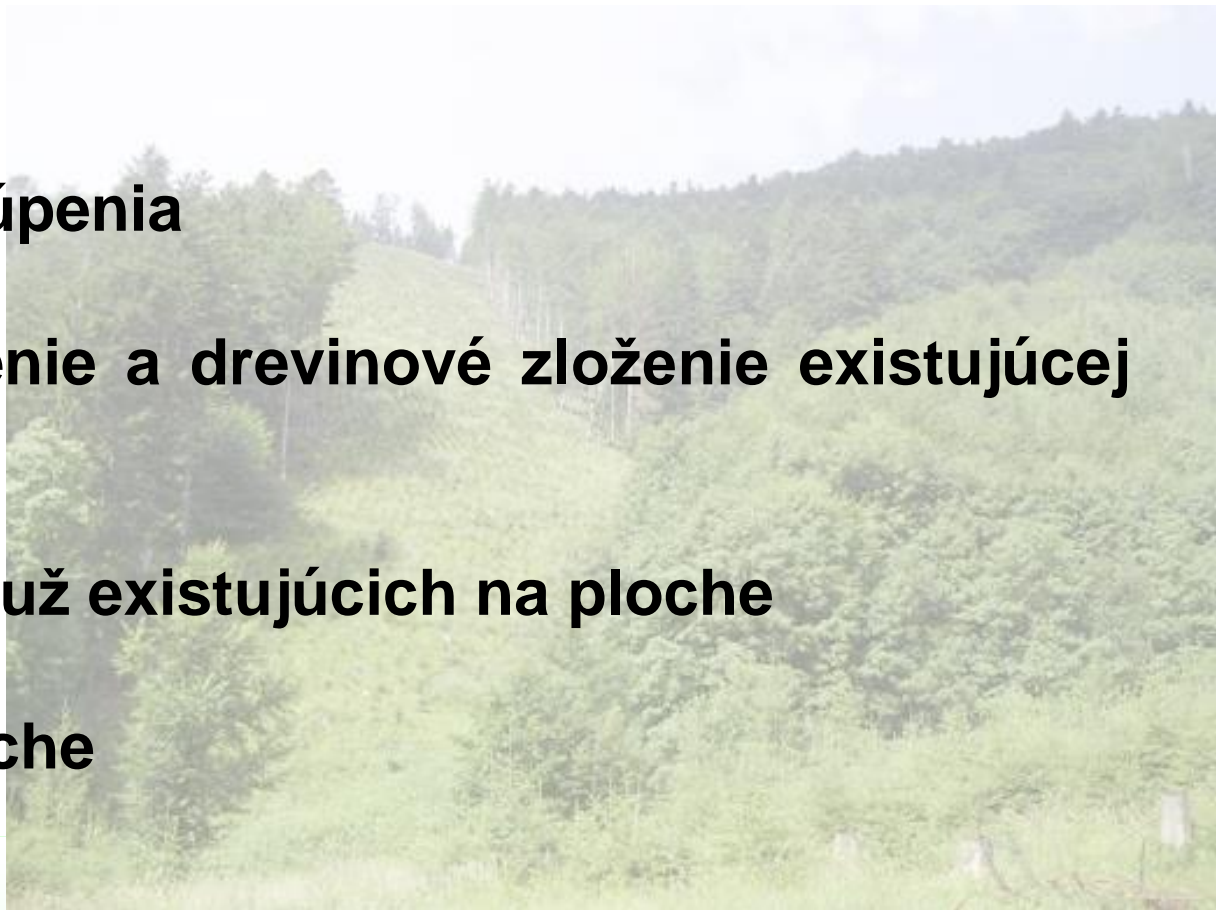 úpenia
enie a drevinové zloženie existujúcej
už existujúcich na ploche
che